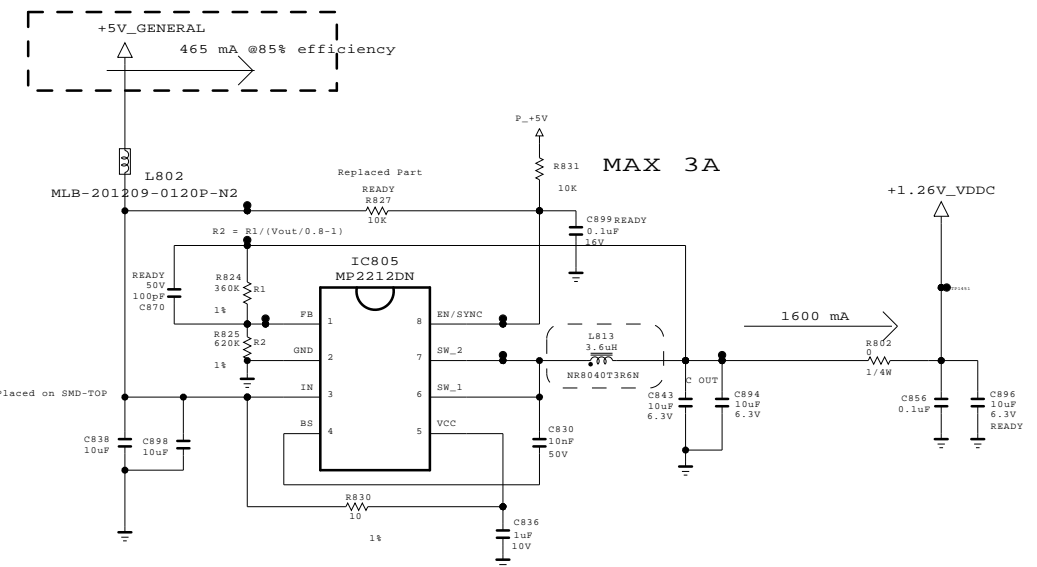 +5V_GENERAL
465 mA @85% efficiency
P_+5V
R831
10K
MAX 3A
L802
MLB-201209-0120P-N2
Replaced Part
READY
R827
10K
+1.26V_VDDC
C899 READY
0.1uF
16V
R2 = R1/(Vout/0.8-1)
IC805
MP2212DN
READY
50V
100pF
C870
R824
360K
R1
1%
R825
620K
R2
1%
FB
1
GND
2
IN
3
BS
4
EN/SYNC
8
SW_2
7
SW_1
6
VCC
5
L813
3.6uH
NR8040T3R6N
1600 mA
R802
0
1/4W
placed on SMD-TOP
C838
10uF
C898
10uF
C830
10nF
50V
C OUT
C843
10uF
6.3V
C894
10uF
6.3V
C856
0.1uF
C896
10uF
6.3V
READY
R830
10
1%
C836
1uF
10V